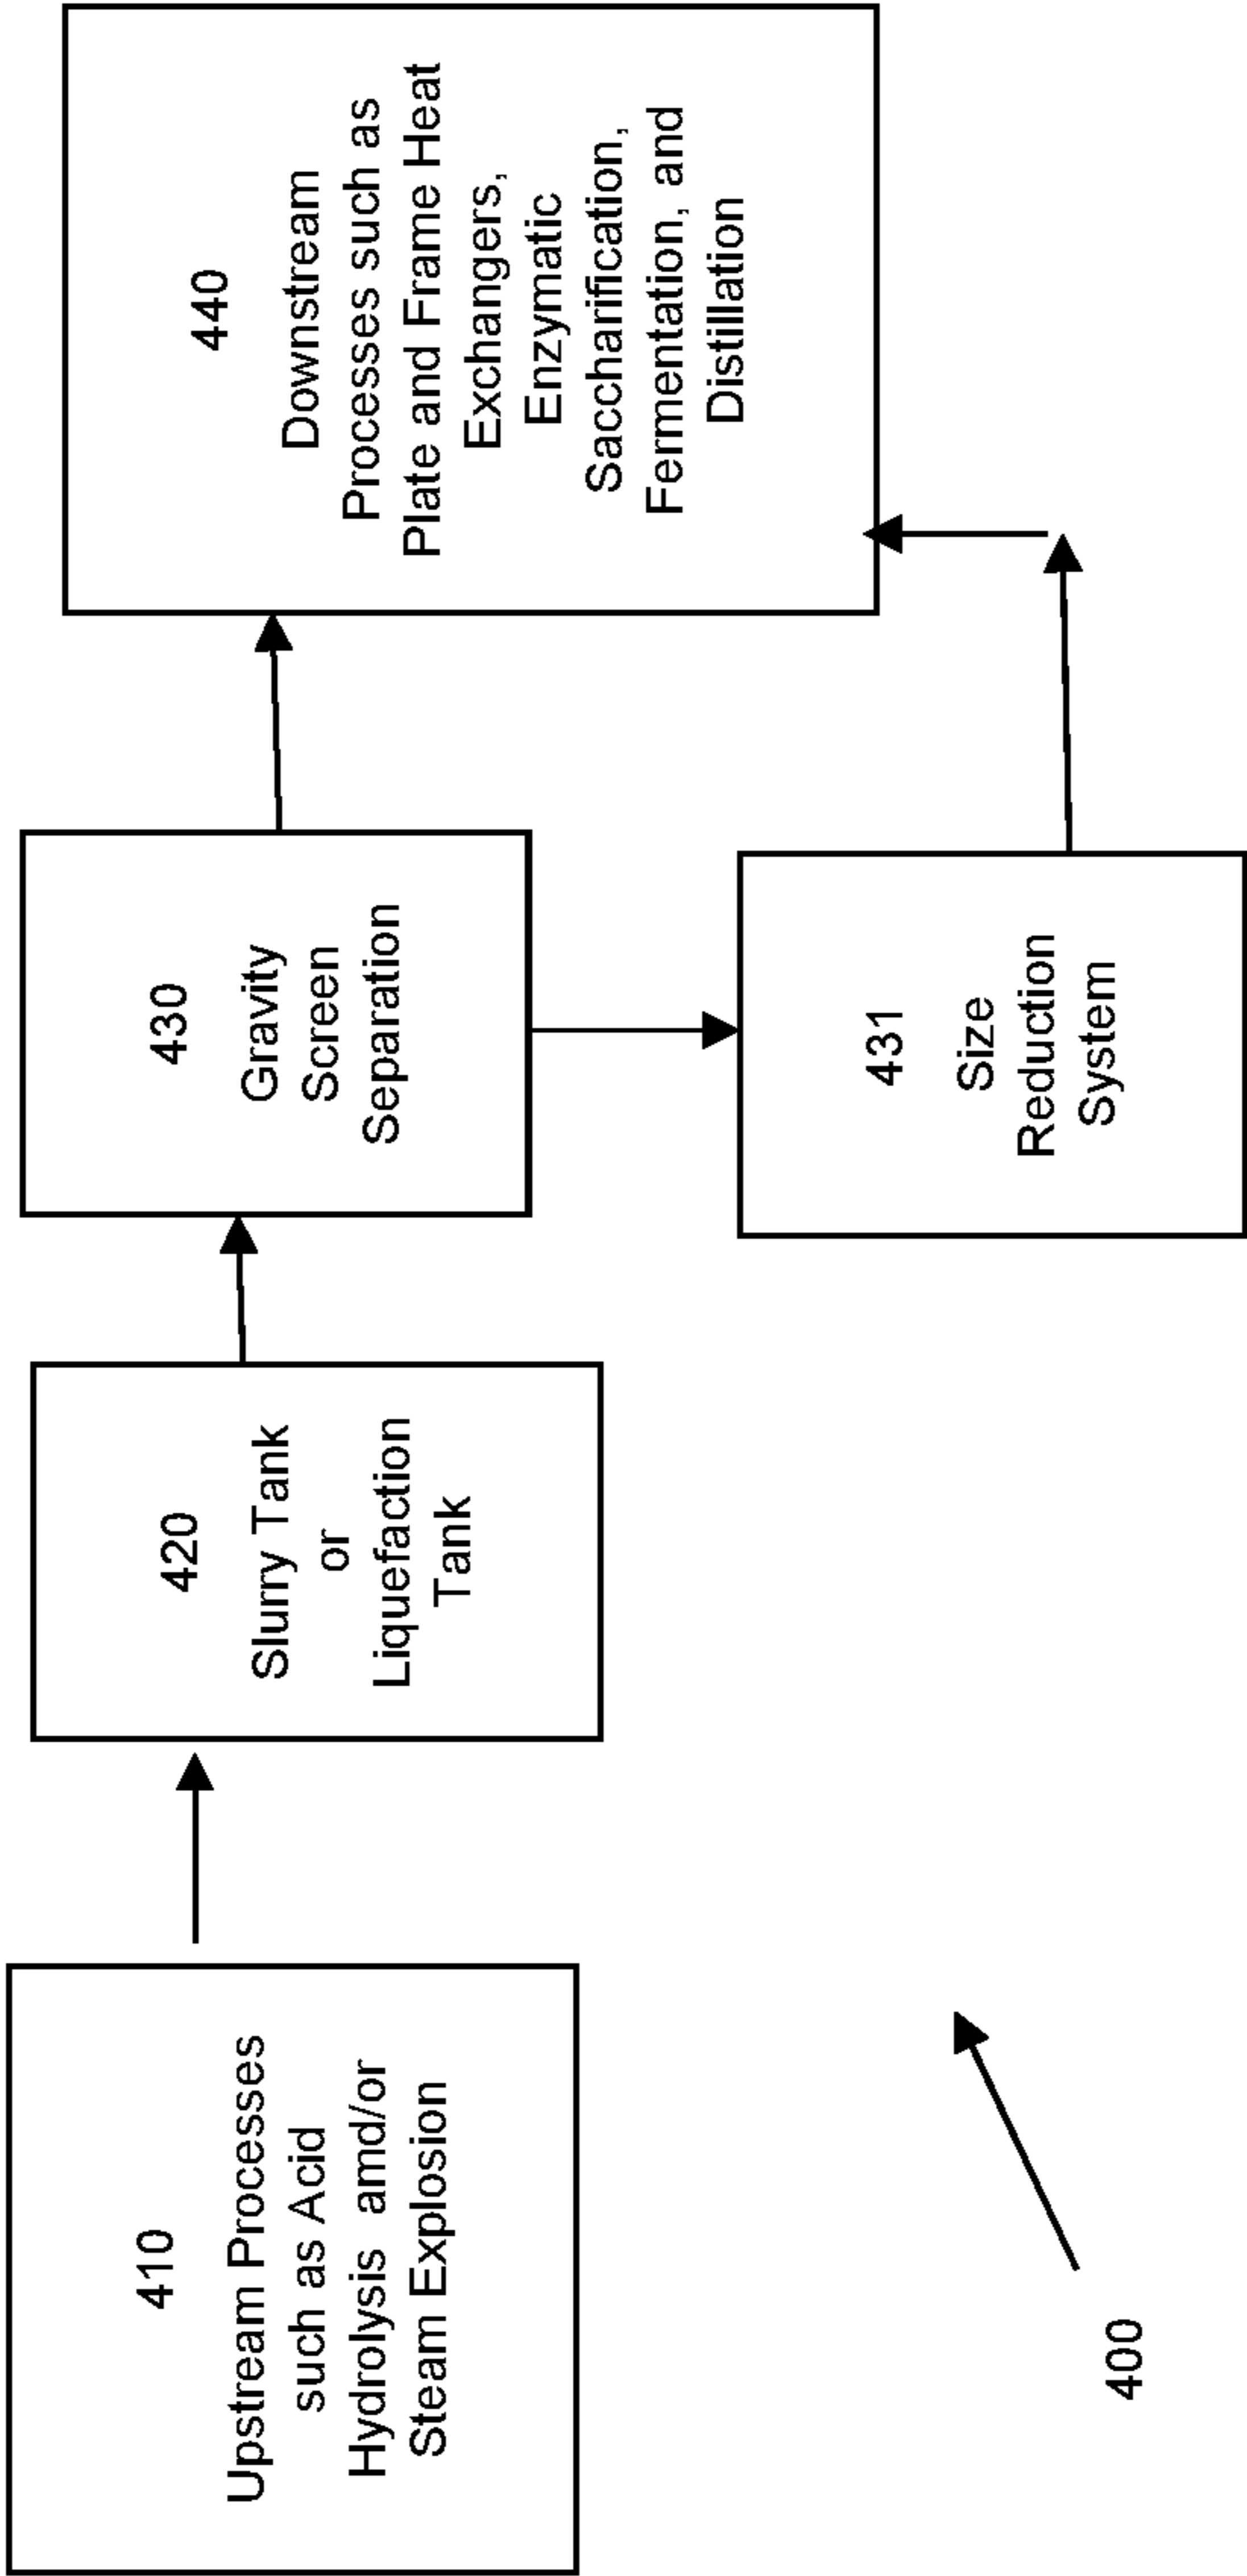 410
Upstream Processes
such as Acid
Hydrolysis amd/or
Steam Explosion
420
Slurry Tank
or
Liquefaction
Tank
430
Gravity
Screen
Separation
431
Size
Reduction
System
440
Downstream
Processes such as
Plate and Frame Heat
Exchangers,
Enzymatic
Saccharification,
Fermentation, and
Distillation
400